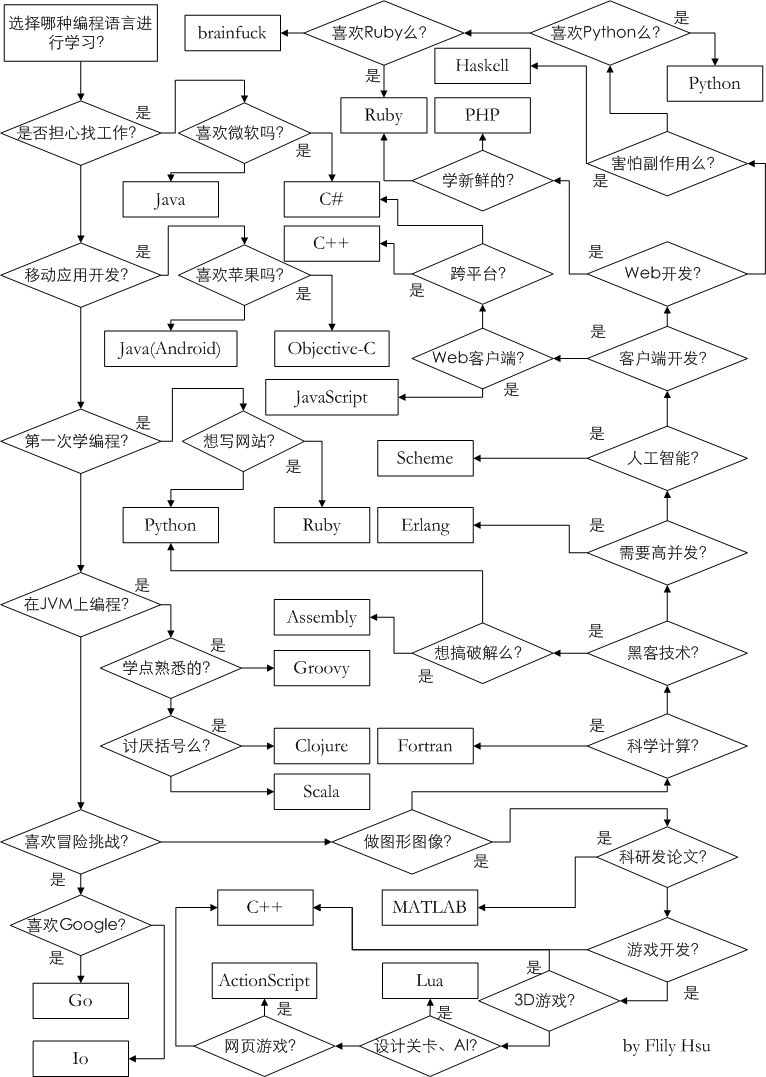 选择哪种编程语言进
行学习?
brainfuck
喜欢Ruby么?
喜欢Python么?
是
是
Haskell
Python
Ruby
PHP
是否担心找工作?
是
喜欢微软吗?
是
害怕副作用么?
是
学新鲜的?
Java
C#
C++
移动应用开发?
是
喜欢苹果吗?
是
跨平台?
是
Web开发?
是
Java(Android)
Objective-C
Web客户端?
是
客户端开发?
是
JavaScript
第一次学编程?
是
想写网站?
是
Scheme
人工智能?
是
Python
Ruby
Erlang
需要高并发?
是
在JVM上编程?
是
Assembly
想搞破解么?
是
黑客技术?
是
学点熟悉的?
是
Groovy
讨厌括号么?
是
Clojure
Fortran
科学计算?
是
Scala
喜欢冒险挑战?
是
做图形图像?
是
科研发论文?
是
喜欢Google?
是
C++
MATLAB
游戏开发?
是
Go
ActionScript
是
Lua
是
3D游戏?
是
Io
网页游戏?
设计关卡、AI?
by Flily Hsu